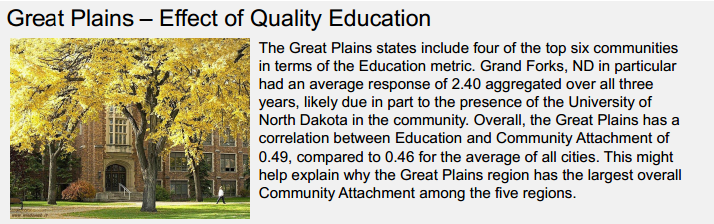 Great Plains – Effect of Quality Education
The Great Plains states include four of the top six communities
in terms of the Education metric. Grand Forks, ND in particular
had an average response of 2.40 aggregated over all three
years, likely due in part to the presence of the University of
North Dakota in the community. Overall, the Great Plains has a
correlation between Education and Community Attachment of
0.49, compared to 0.46 for the average of all cities. This might
help explain why the Great Plains region has the largest overall
Community Attachment among the five regions.